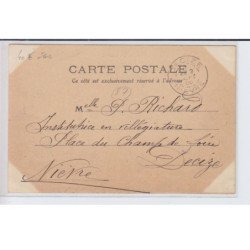 CARTE POSTALE
Ce côté est exclusivement réservé à l'adresse
Melle P. Richard
Institutrice en villégiature
Place du Champ de foire
Decize
Nièvre